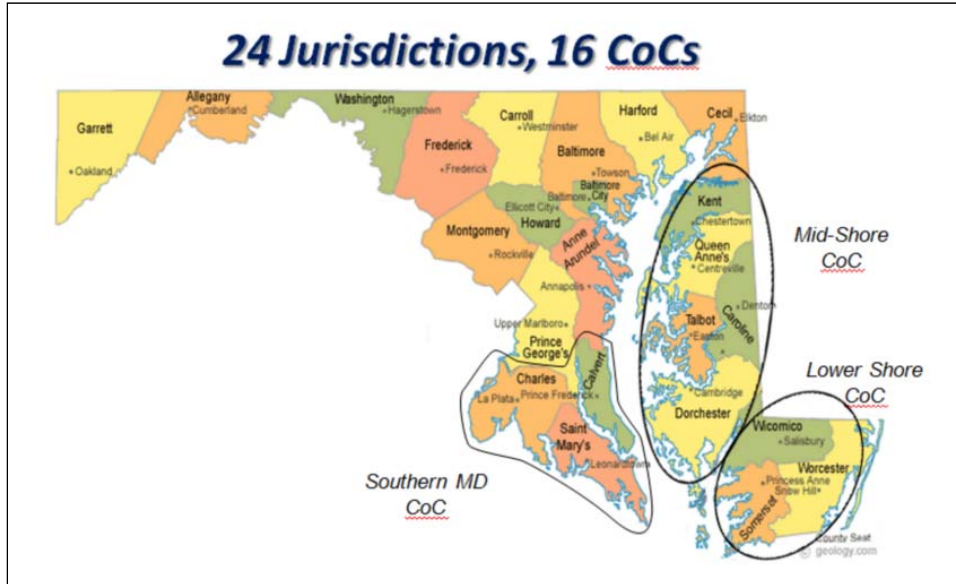 24 Jurisdictions, 16 CoCs
Garrett
Oakland
Allegany
Cumberland
Washington
Hagerstown
Frederick
Frederick
Carroll
Westminster
Baltimore
Towson
Harford
Bel Air
Cecil
Elkton
Baltimore
City
Baltimore
Ellicott City
Howard
Montgomery
Rockville
Anne
Arundel
Annapolis
Upper Marlboro
Prince
George's
Kent
Chestertown
Queen
Anne's
Centreville
Mid-Shore
CoC
Denton
Caroline
Talbot
Easton
Cambridge
Dorchester
Charles
La Plata
Prince Frederick
Calvert
Saint
Mary's
Leonardtown
Southern MD
CoC
Lower Shore
CoC
Wicomico
Salisbury
Worcester
Princess Anne
Snow Hill
Somerset
County Seat
© geology.com